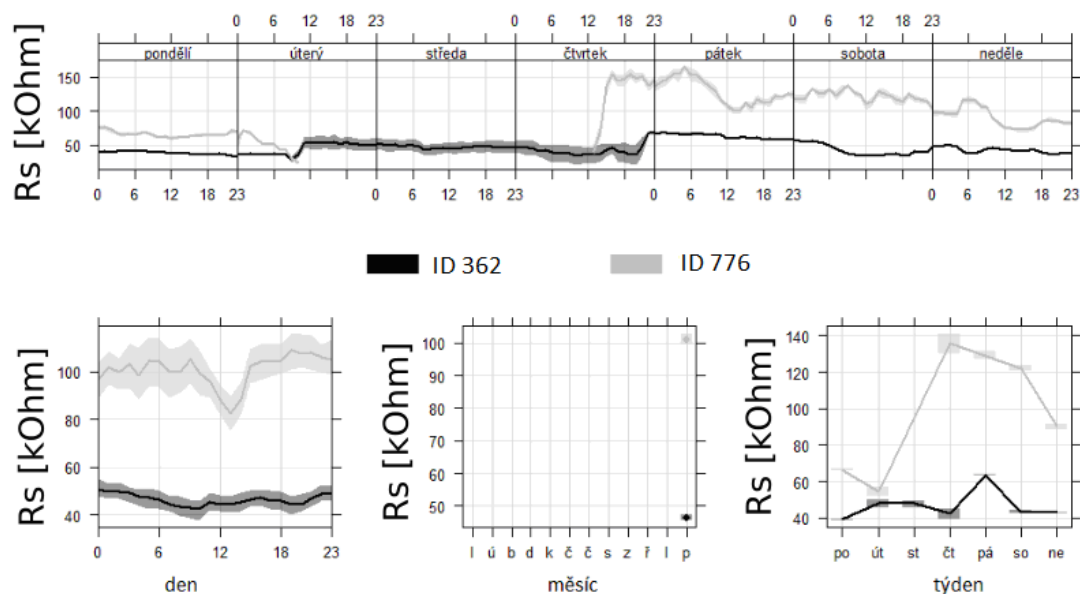 0 6 12 18 23 0 6 12 18 23 0 6 12 18 23
pondělí úterý středa čtvrtek pátek sobota neděle
Rs [kOhm]
150
100
50
0 6 12 18 23 0 6 12 18 23 0 6 12 18 23 0 6 12 18 23
ID 362 ID 776
Rs [kOhm]
100
80
60
40
0 6 12 18 23
den
Rs [kOhm]
100
90
80
70
60
50
l ú b d k č č s z ř l p
měsíc
Rs [kOhm]
140
120
100
80
60
40
po út st čt pá so ne
týden